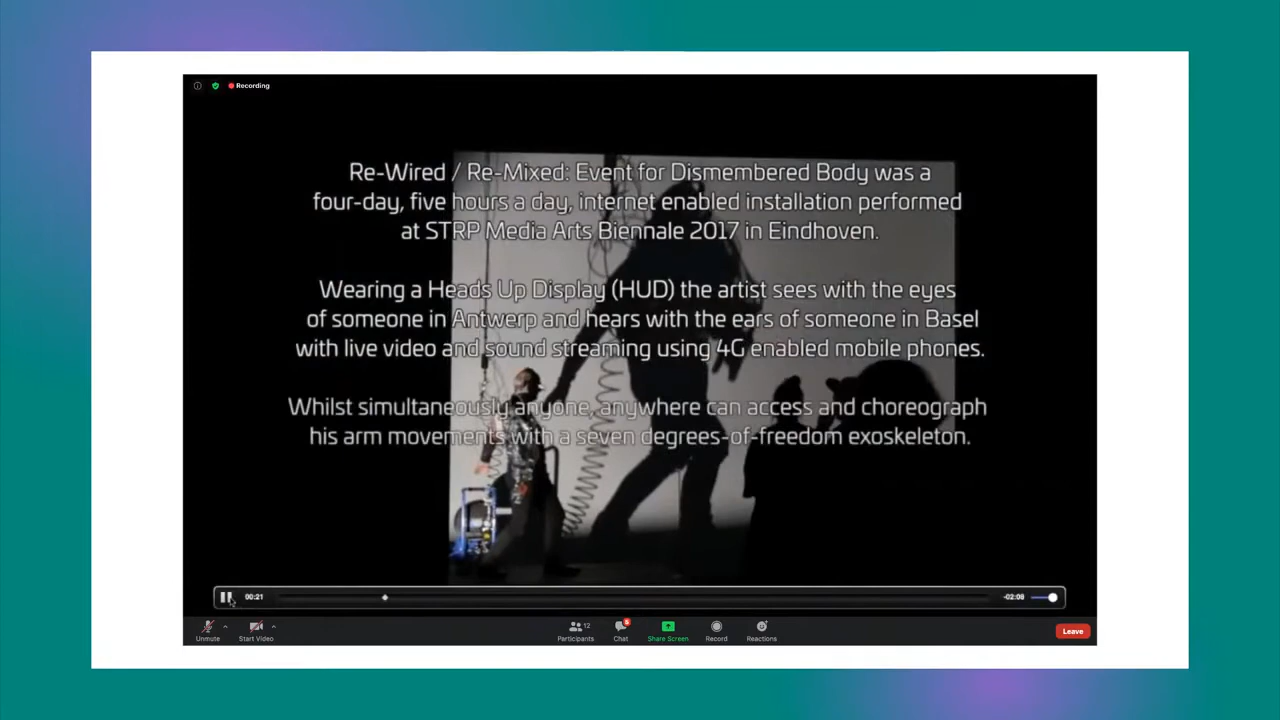 Recording
Re-Wired / Re-Mixed: Event for Dismembered Body was a
four-day, five hours a day, internet enabled installation performed
at STRP Media Arts Biennale 2017 in Eindhoven.
Wearing a Heads Up Display (HUD) the artist sees with the eyes
of someone in Antwerp and hears with the ears of someone in Basel
with live video and sound streaming using 4G enabled mobile phones.
Whilst simultaneously anyone, anywhere can access and choreograph
his arm movements with a seven degrees-of-freedom exoskeleton.
00:21 -02:08
12
Unmute Start Video Participants Chat Share Screen Record Reactions Leave